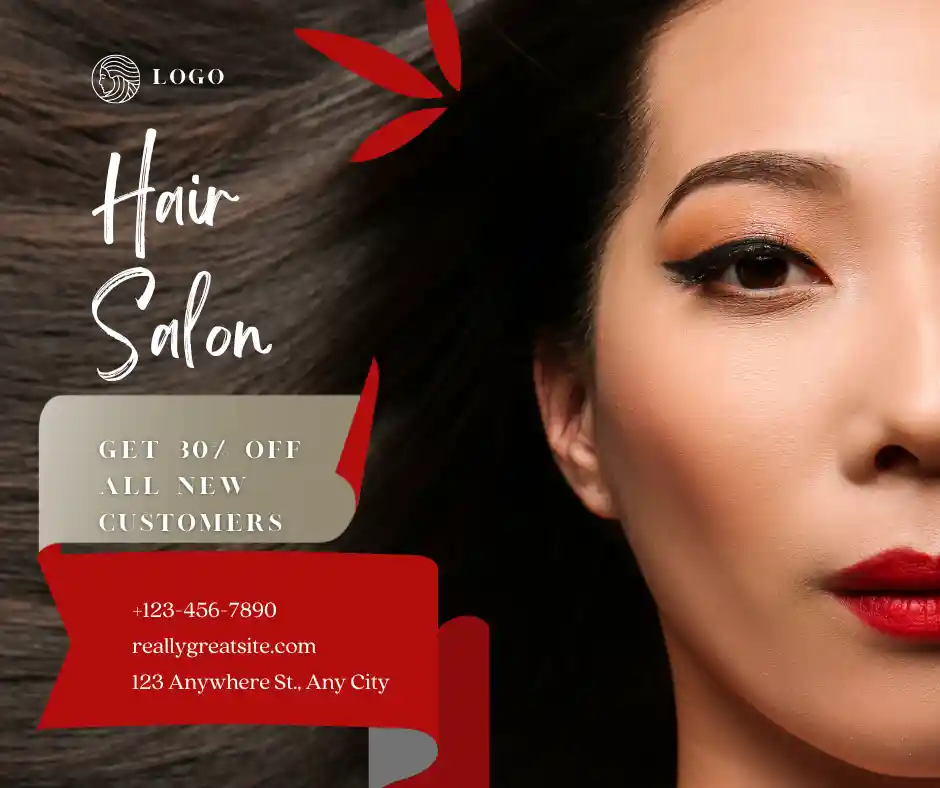 LOGO
Hair
Salon
GET 30% OFF
ALL NEW
CUSTOMERS
+123-456-7890
reallygreatsite.com
123 Anywhere St., Any City